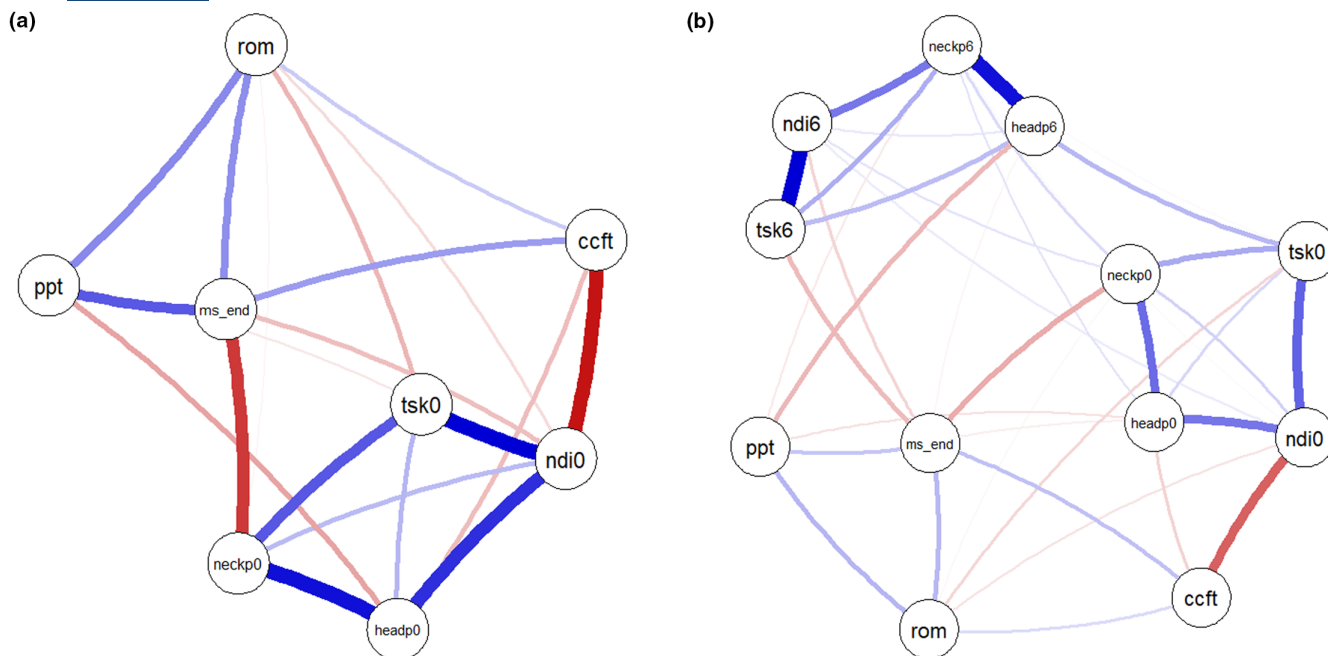 (a)
rom
ccft
ppt
ms_end
tsk0
ndi0
neckp0
headp0
(b)
neckp6
ndi6
headp6
tsk6
tsk0
neckp0
headp0
ndi0
ppt
ms_end
ccft
rom